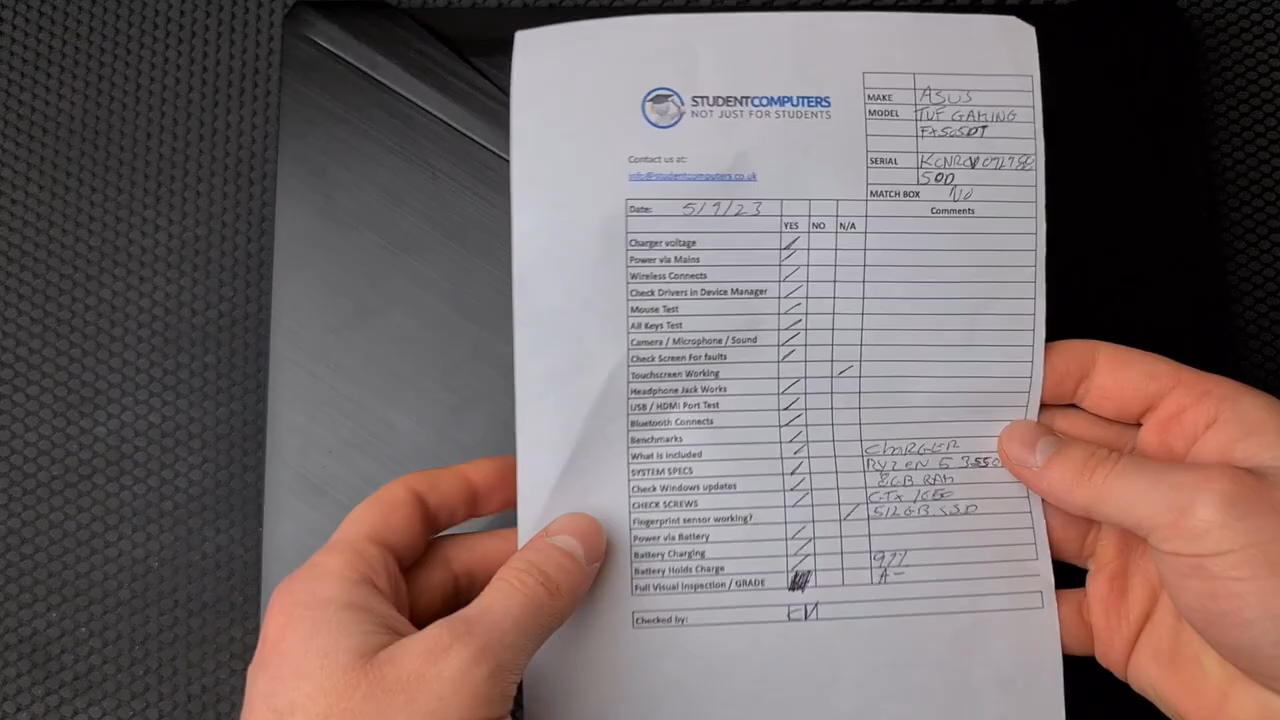 STUDENTCOMPUTERS
NOT JUST FOR STUDENTS
MAKE ASUS
MODEL TUF GAMING
FX505DT
Contact us at:
info@studentcomputers.co.uk
SERIAL
50D
MATCH BOX No
Date: 5/9/23 Comments
YES NO N/A
Charger voltage
Power via Mains
Wireless Connects
Check Drivers in Device Manager
Mouse Test
All Keys Test
Camera / Microphone / Sound
Check Screen For faults
Touchscreen Working
Headphone Jack Works
USB / HDMI Port Test
Bluetooth Connects
Benchmarks
What is included CHARGER
SYSTEM SPECS RYZEN 5 3550
Check Windows updates 8GB RAM
CHECK SCREWS GTX 1650
Fingerprint sensor working? 512GB SSD
Power via Battery
Battery Charging
Battery Holds Charge 97%
Full Visual Inspection / GRADE A-
Checked by: